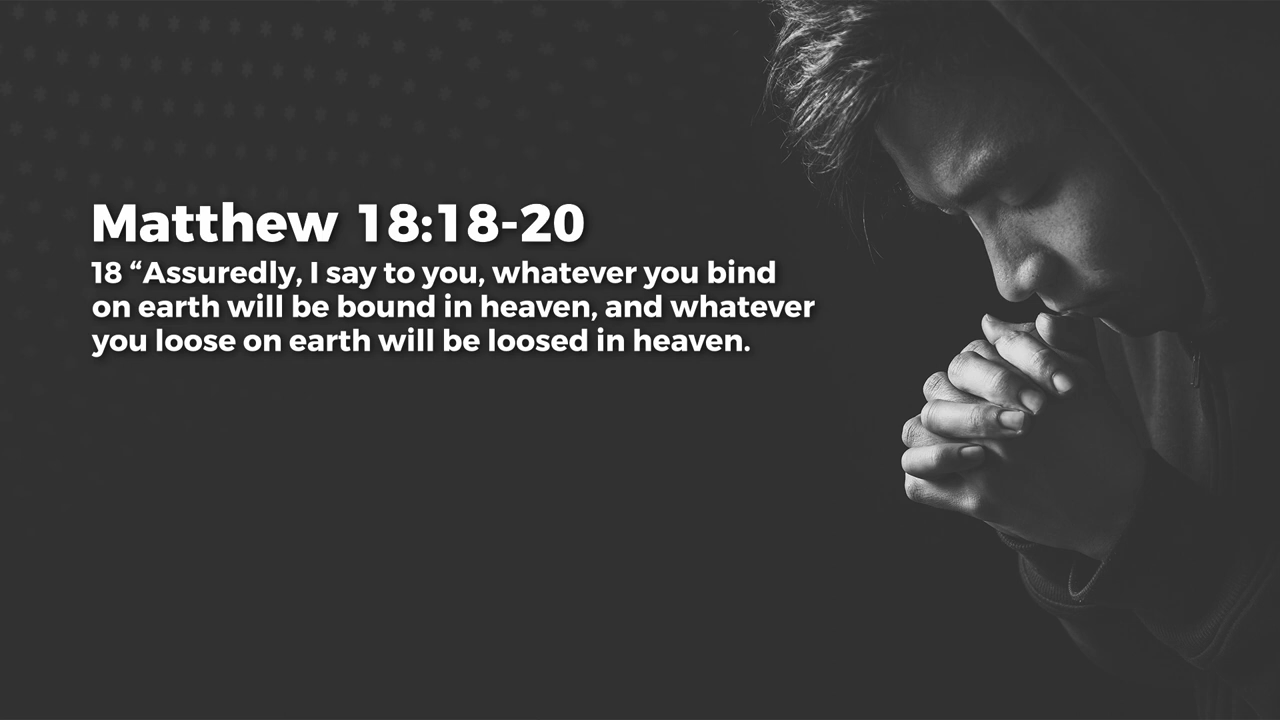 Matthew 18:18-20
18 “Assuredly, I say to you, whatever you bind
on earth will be bound in heaven, and whatever
you loose on earth will be loosed in heaven.